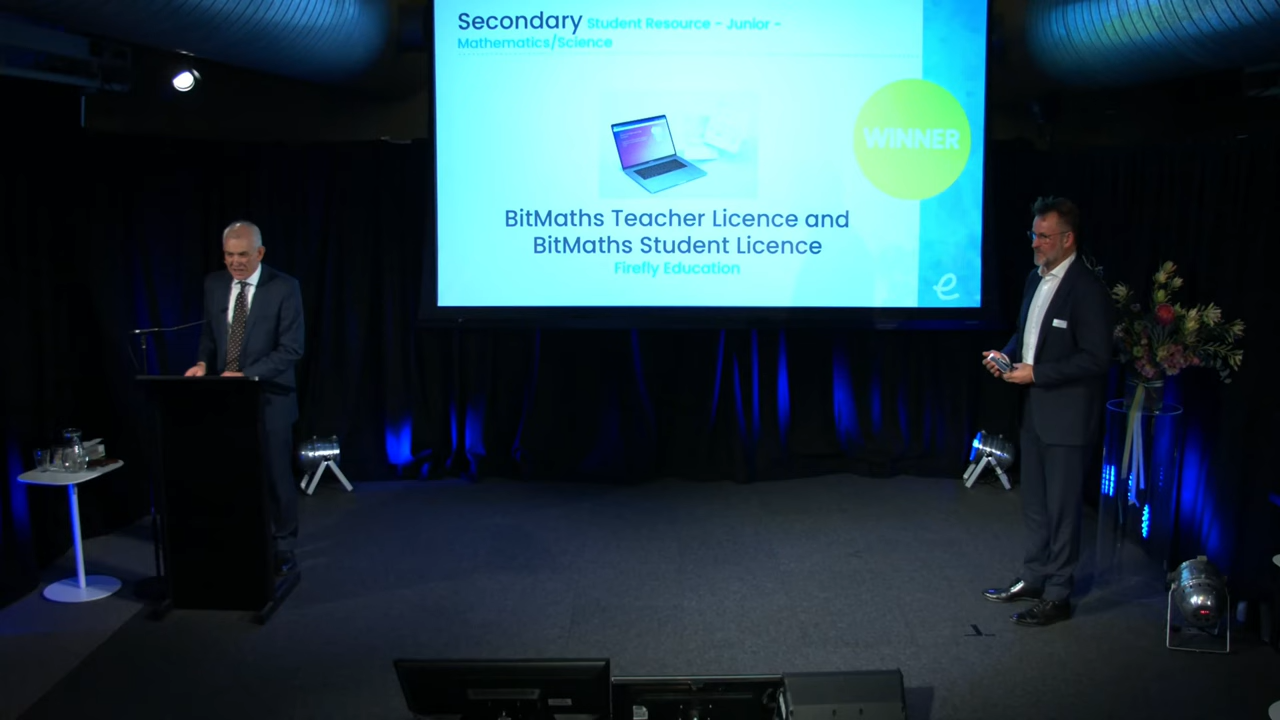 Secondary Student Resource - Junior -
Mathematics/Science
WINNER
BitMaths Teacher Licence and
BitMaths Student Licence
Firefly Education
e